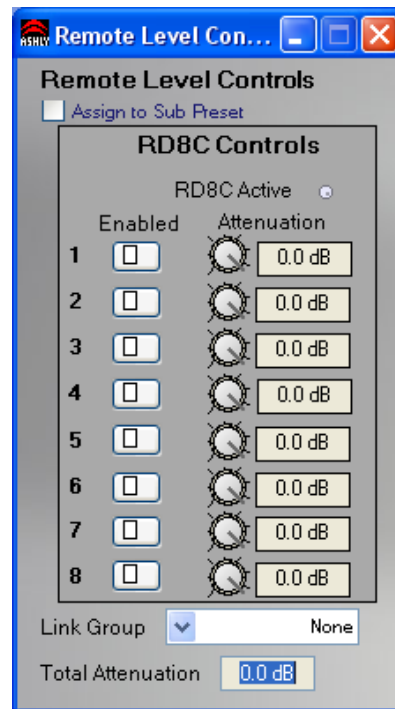 ASHLY Remote Level Con...
Remote Level Controls
Assign to Sub Preset
RD8C Controls
RD8C Active
Enabled Attenuation
1 0.0 dB
2 0.0 dB
3 0.0 dB
4 0.0 dB
5 0.0 dB
6 0.0 dB
7 0.0 dB
8 0.0 dB
Link Group None
Total Attenuation 0.0 dB